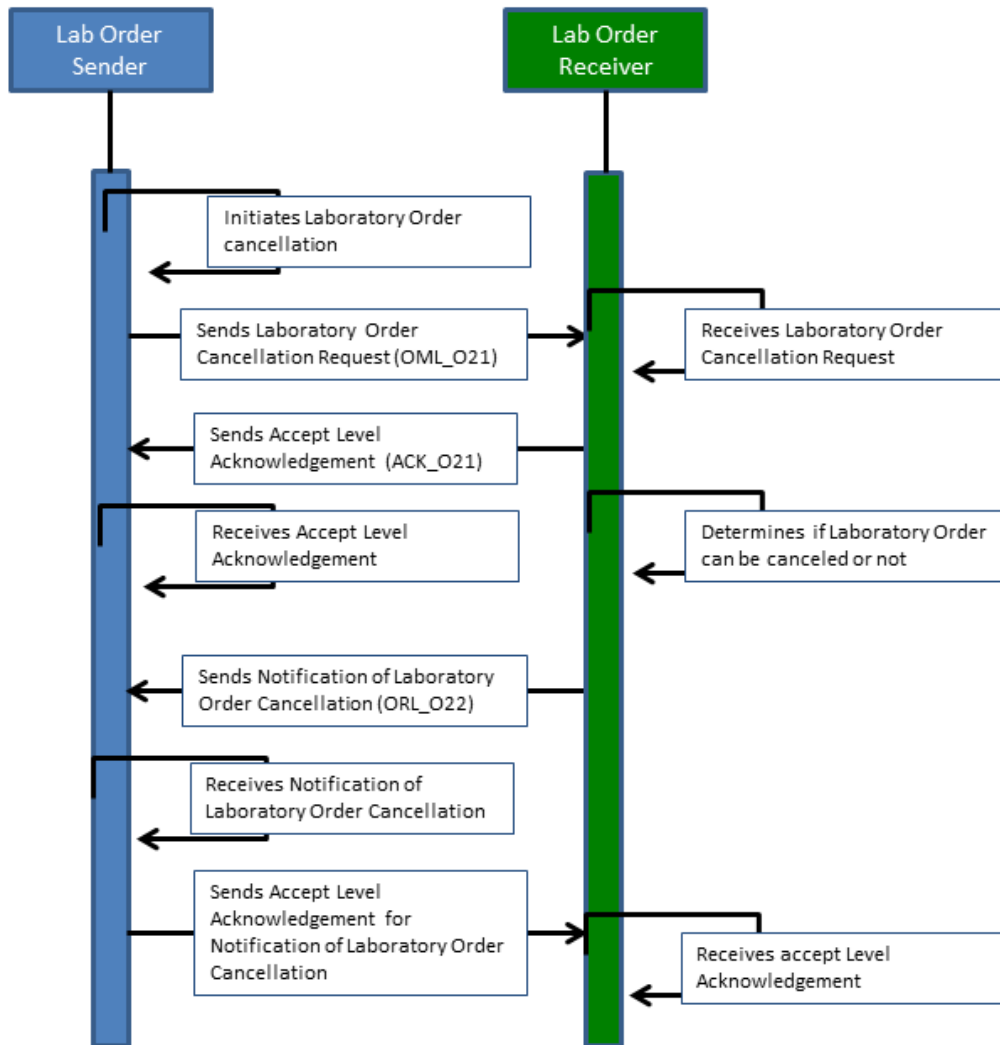 Lab Order
Sender
Lab Order
Receiver
Initiates Laboratory Order
cancellation
Sends Laboratory Order
Cancellation Request (OML_O21)
Receives Laboratory Order
Cancellation Request
Sends Accept Level
Acknowledgement (ACK_O21)
Receives Accept Level
Acknowledgement
Determines if Laboratory Order
can be canceled or not
Sends Notification of Laboratory
Order Cancellation (ORL_O22)
Receives Notification of
Laboratory Order Cancellation
Sends Accept Level
Acknowledgement for
Notification of Laboratory Order
Cancellation
Receives accept Level
Acknowledgement